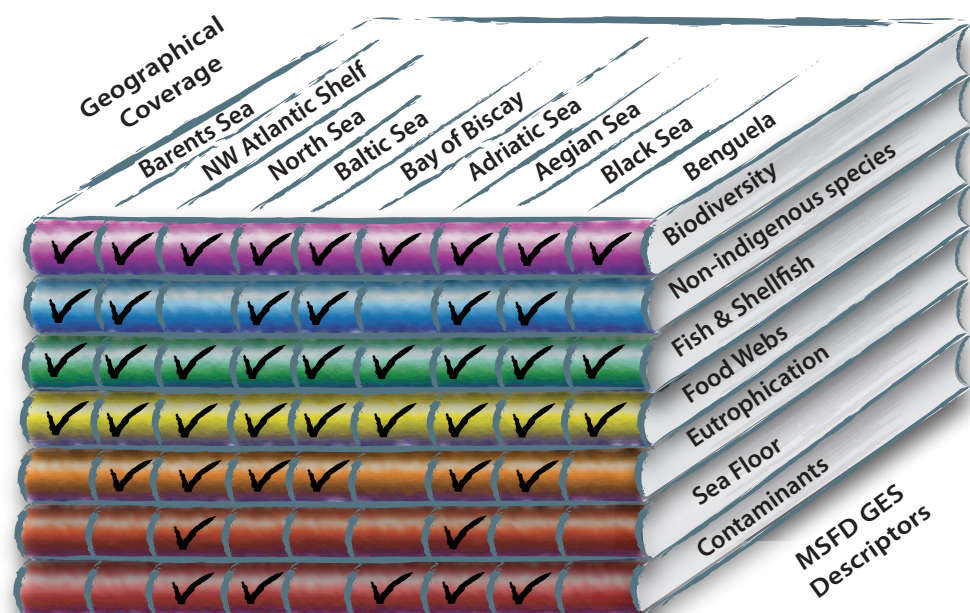 Geographical
Coverage
Barents Sea
NW Atlantic Shelf
North Sea
Baltic Sea
Bay of Biscay
Adriatic Sea
Aegian Sea
Black Sea
Benguela
Biodiversity
Non-indigenous species
Fish & Shellfish
Food Webs
Eutrophication
Sea Floor
Contaminants
MSFD GES
Descriptors